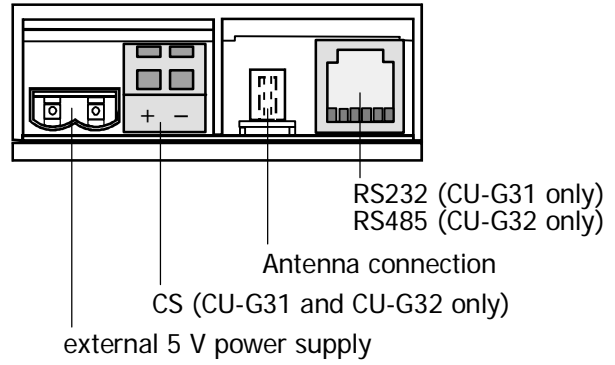 + −
RS232 (CU-G31 only)
RS485 (CU-G32 only)
Antenna connection
CS (CU-G31 and CU-G32 only)
external 5 V power supply